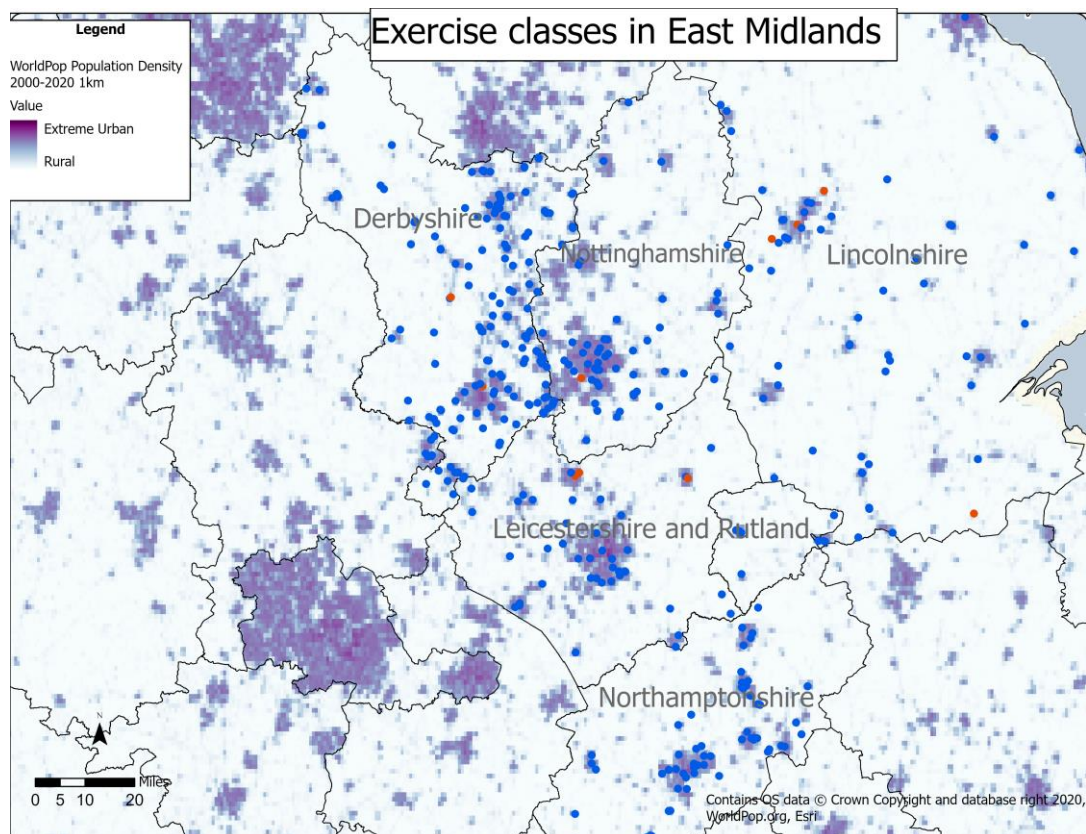 Exercise classes in East Midlands
Legend
WorldPop Population Density
2000-2020 1km
Value
Extreme Urban
Rural
Derbyshire
Nottinghamshire
Lincolnshire
Leicestershire and Rutland
Northamptonshire
N
Miles
0 5 10 20
Contains OS data © Crown Copyright and database right 2020,
WorldPop.org, Esri